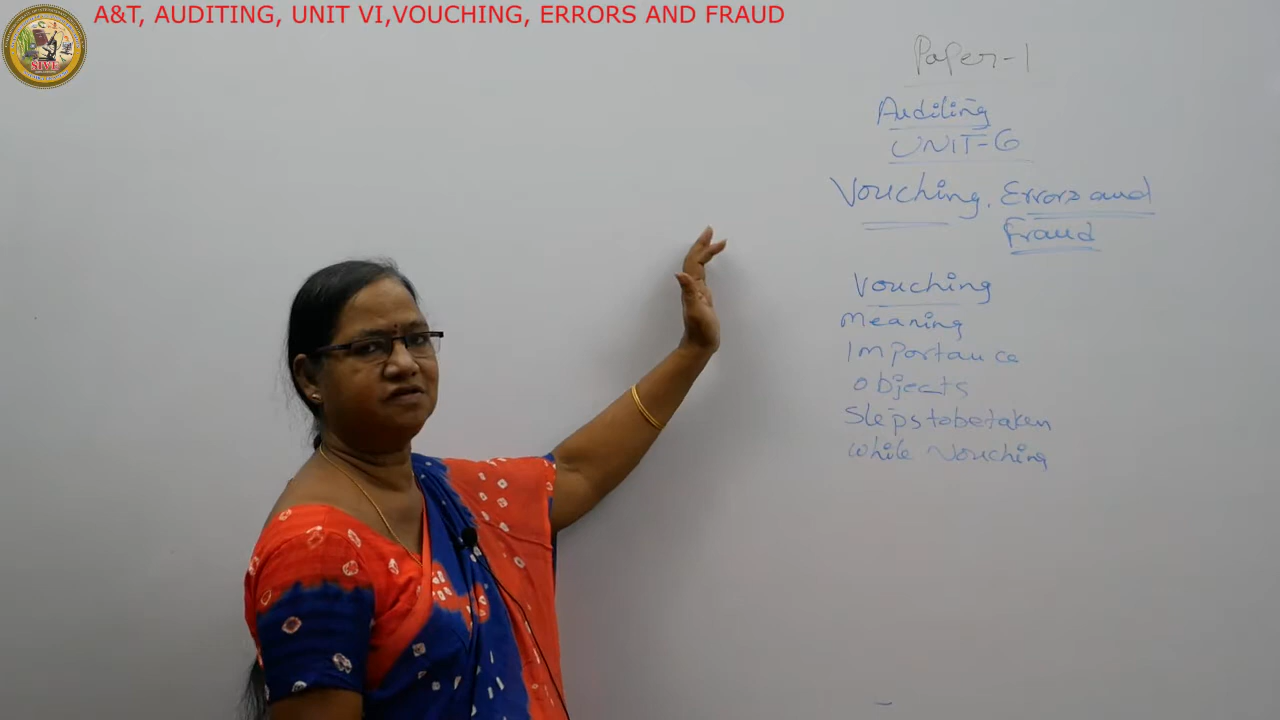 A&T, AUDITING, UNIT VI,VOUCHING, ERRORS AND FRAUD
SIVE
Paper-1
Auditing
UNIT-6
Vouching, Errors and
Fraud
Vouching
Meaning
Importance
Objects
Steps to be taken
While Vouching